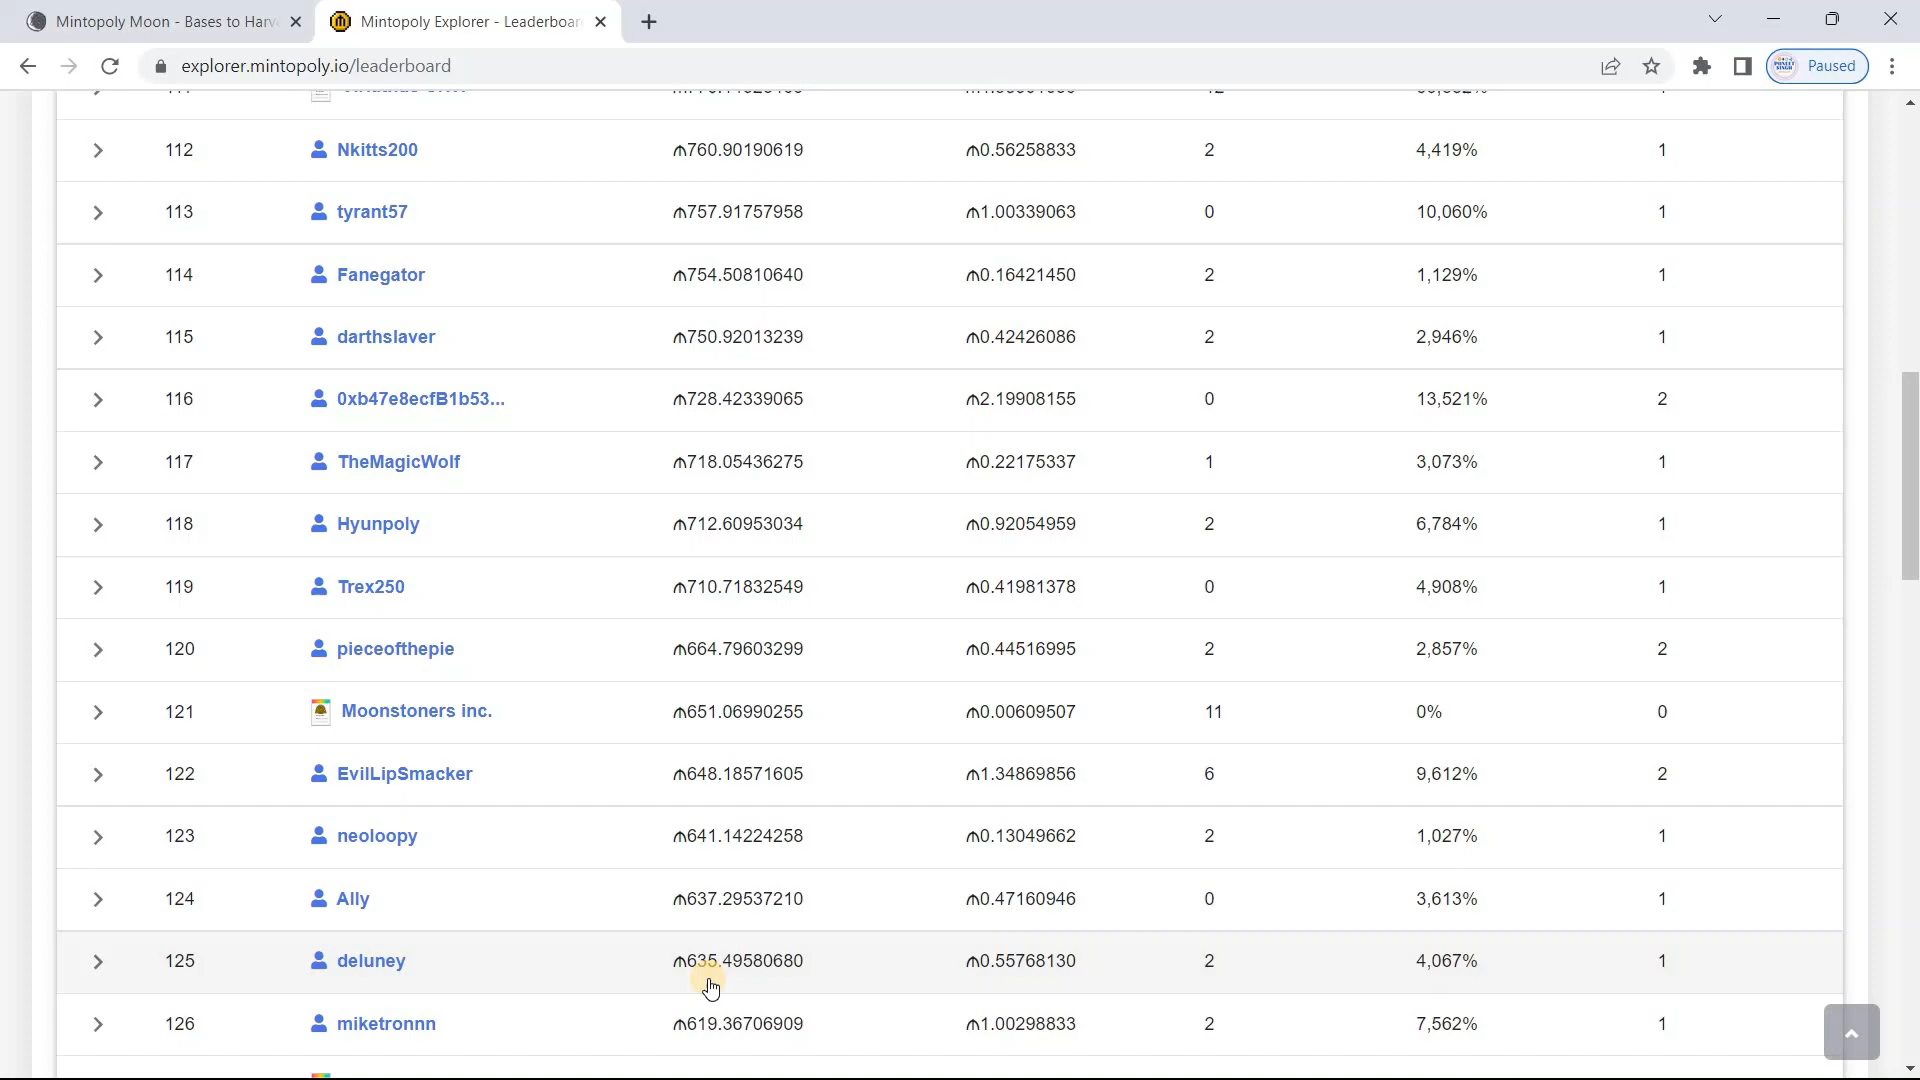 Mintopoly Moon - Bases to Harv
Mintopoly Explorer - Leaderboar
explorer.mintopoly.io/leaderboard
Paused
112 Nkitts200 ₼760.90190619 ₼0.56258833 2 4,419% 1
113 tyrant57 ₼757.91757958 ₼1.00339063 0 10,060% 1
114 Fanegator ₼754.50810640 ₼0.16421450 2 1,129% 1
115 darthslaver ₼750.92013239 ₼0.42426086 2 2,946% 1
116 0xb47e8ecfB1b53... ₼728.42339065 ₼2.19908155 0 13,521% 2
117 TheMagicWolf ₼718.05436275 ₼0.22175337 1 3,073% 1
118 Hyunpoly ₼712.60953034 ₼0.92054959 2 6,784% 1
119 Trex250 ₼710.71832549 ₼0.41981378 0 4,908% 1
120 pieceofthepie ₼664.79603299 ₼0.44516995 2 2,857% 2
121 Moonstoners inc. ₼651.06990255 ₼0.00609507 11 0% 0
122 EvilLipSmacker ₼648.18571605 ₼1.34869856 6 9,612% 2
123 neoloopy ₼641.14224258 ₼0.13049662 2 1,027% 1
124 Ally ₼637.29537210 ₼0.47160946 0 3,613% 1
125 deluney ₼635.49580680 ₼0.55768130 2 4,067% 1
126 miketronnn ₼619.36706909 ₼1.00298833 2 7,562% 1